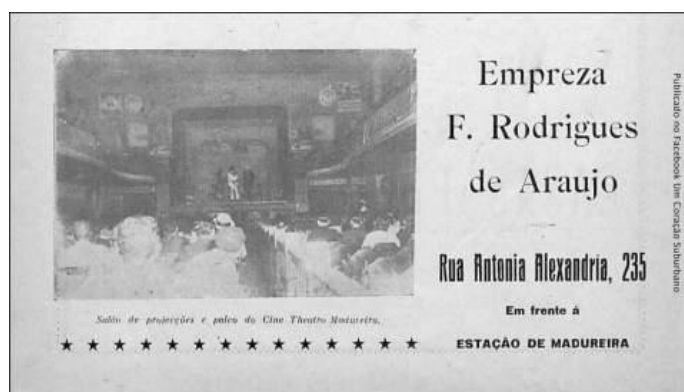 Empreza
F. Rodrigues
de Araujo
Rua Antonia Alexandria, 235
Em frente á
ESTAÇÃO DE MADUREIRA
Salão de projecções e palco do Cine Theatro Madureira.
Publicado no Facebook Um Coração Suburbano